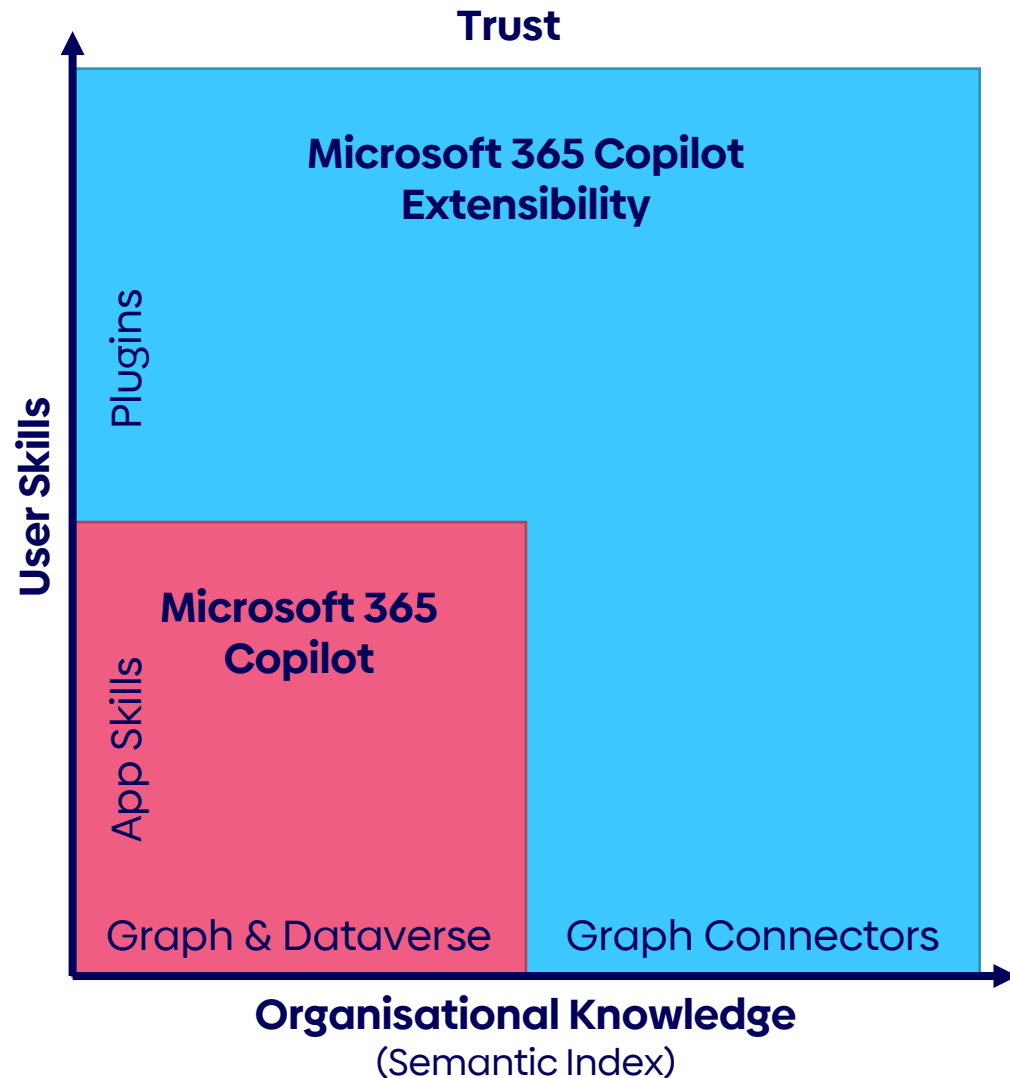 Trust
Microsoft 365 Copilot
Extensibility
Plugins
User Skills
Microsoft 365
Copilot
App Skills
Graph & Dataverse
Graph Connectors
Organisational Knowledge
(Semantic Index)